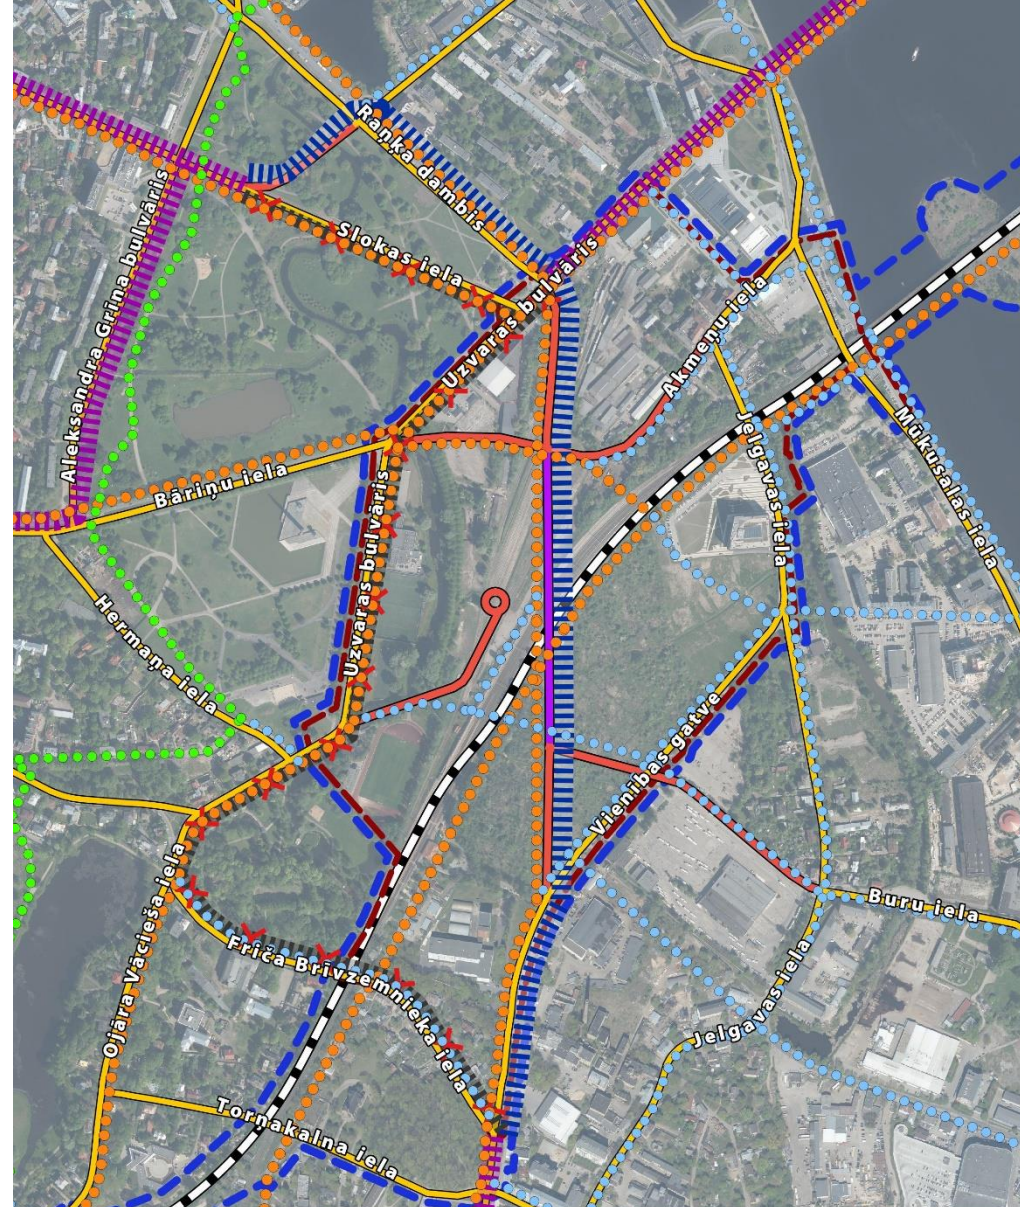 Raņķa dambis
Aleksandra Grīna bulvāris
Slokas iela
Uzvaras bulvāris
Akmeņu iela
Mūkusalas iela
Jelgavas iela
Bāriņu iela
Uzvaras bulvāris
Hermaņa iela
Vienības gatve
Ojāra Vācieša iela
Buru iela
Friča Brīvzemnieka iela
Jelgavas iela
Torņakalna iela